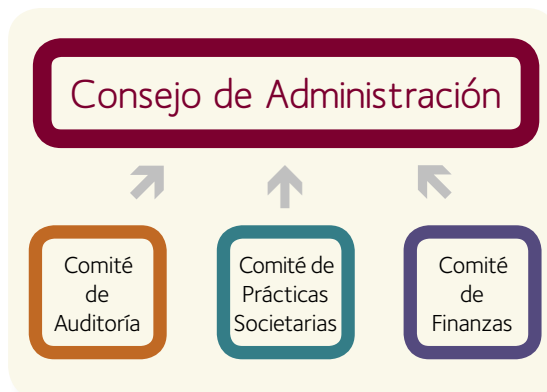 Consejo de Administración
Comité
de
Auditoría
Comité de
Prácticas
Societarias
Comité
de
Finanzas